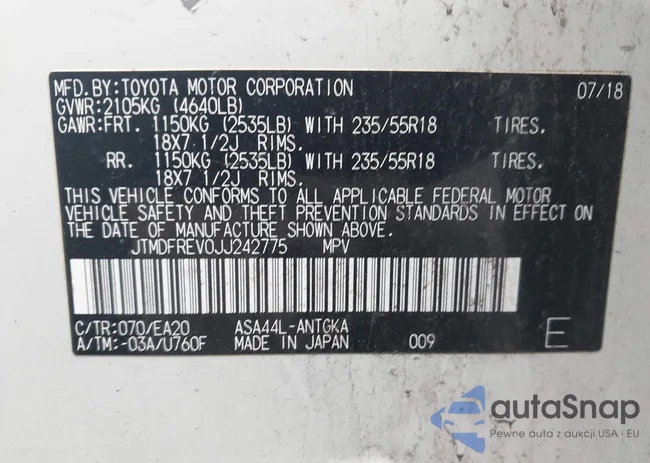 MFD.BY:TOYOTA MOTOR CORPORATION 07/18
GVWR:2105KG (4640LB)
GAWR:FRT. 1150KG (2535LB) WITH 235/55R18 TIRES.
18X7 1/2J RIMS.
RR. 1150KG (2535LB) WITH 235/55R18 TIRES.
18X7 1/2J RIMS.
THIS VEHICLE CONFORMS TO ALL APPLICABLE FEDERAL MOTOR
VEHICLE SAFETY AND THEFT PREVENTION STANDARDS IN EFFECT ON
THE DATE OF MANUFACTURE SHOWN ABOVE.
JTMDFREV0JJ242775 MPV
C/TR:070/EA20 ASA44L-ANTGKA
A/TM:-03A/U760F MADE IN JAPAN 009 E
autaSnap
Pewne auta z aukcji USA i EU